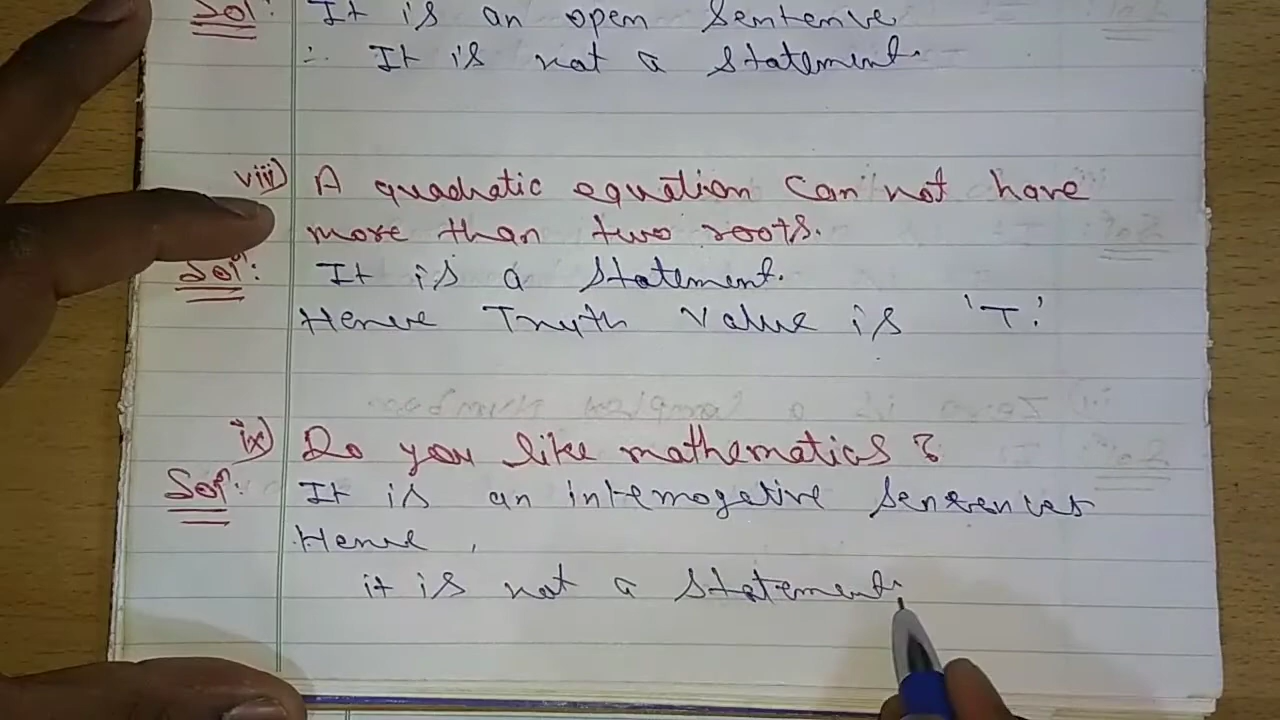 Sol: It is an open Sentence
∴ It is not a Statement.
viii) A quadratic equation can not have
more than two roots.
Sol: It is a Statement.
Hence Truth Value is 'T'.
ix) Do you like mathematics ?
Sol: It is an interrogative Sentences
Hence,
it is not a Statement.